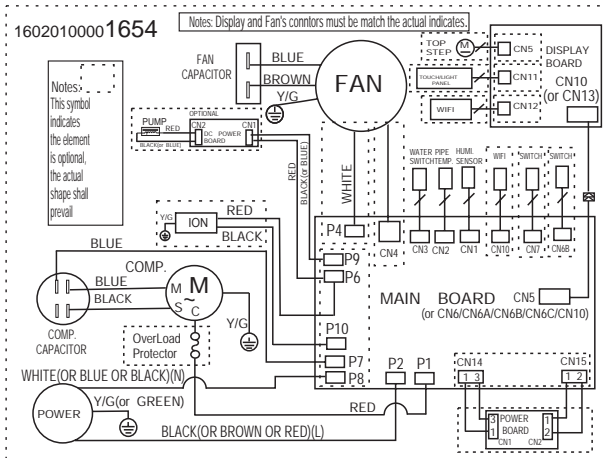 16020100001654
Notes: Display and Fan's conntors must be match the actual indicates.
Notes:
This symbol
indicates
the element
is optional,
the actual
shape shall
prevail
FAN
CAPACITOR
BLUE
BROWN
Y/G
FAN
TOP
STEP
M
CN5
TOUCH/LIGHT
PANEL
CN11
WIFI
CN12
DISPLAY
BOARD
CN10
(or CN13)
OPTIONAL
PUMP
RED
BLACK(or BLUE)
CN2
CN1
DC POWER
BOARD
RED
BLACK(or BLUE)
WHITE
WATER
SWITCH
PIPE
TEMP.
HUMI.
SENSOR
WIFI
SWITCH
SWITCH
P4
CN4
CN3
CN2
CN1
CN10
CN7
CN6B
Y/G
ION
RED
BLACK
BLUE
P9
P6
P10
P7
P8
P2
P1
MAIN BOARD
CN5
(or CN6/CN6A/CN6B/CN6C/CN10)
COMP.
BLUE
BLACK
M
S
C
M
~
Y/G
COMP.
CAPACITOR
OverLoad
Protector
WHITE(OR BLUE OR BLACK)(N)
POWER
Y/G(or GREEN)
RED
BLACK(OR BROWN OR RED)(L)
CN14
1 3
CN15
1 2
3
1
POWER
BOARD
CN1
CN2
1
2